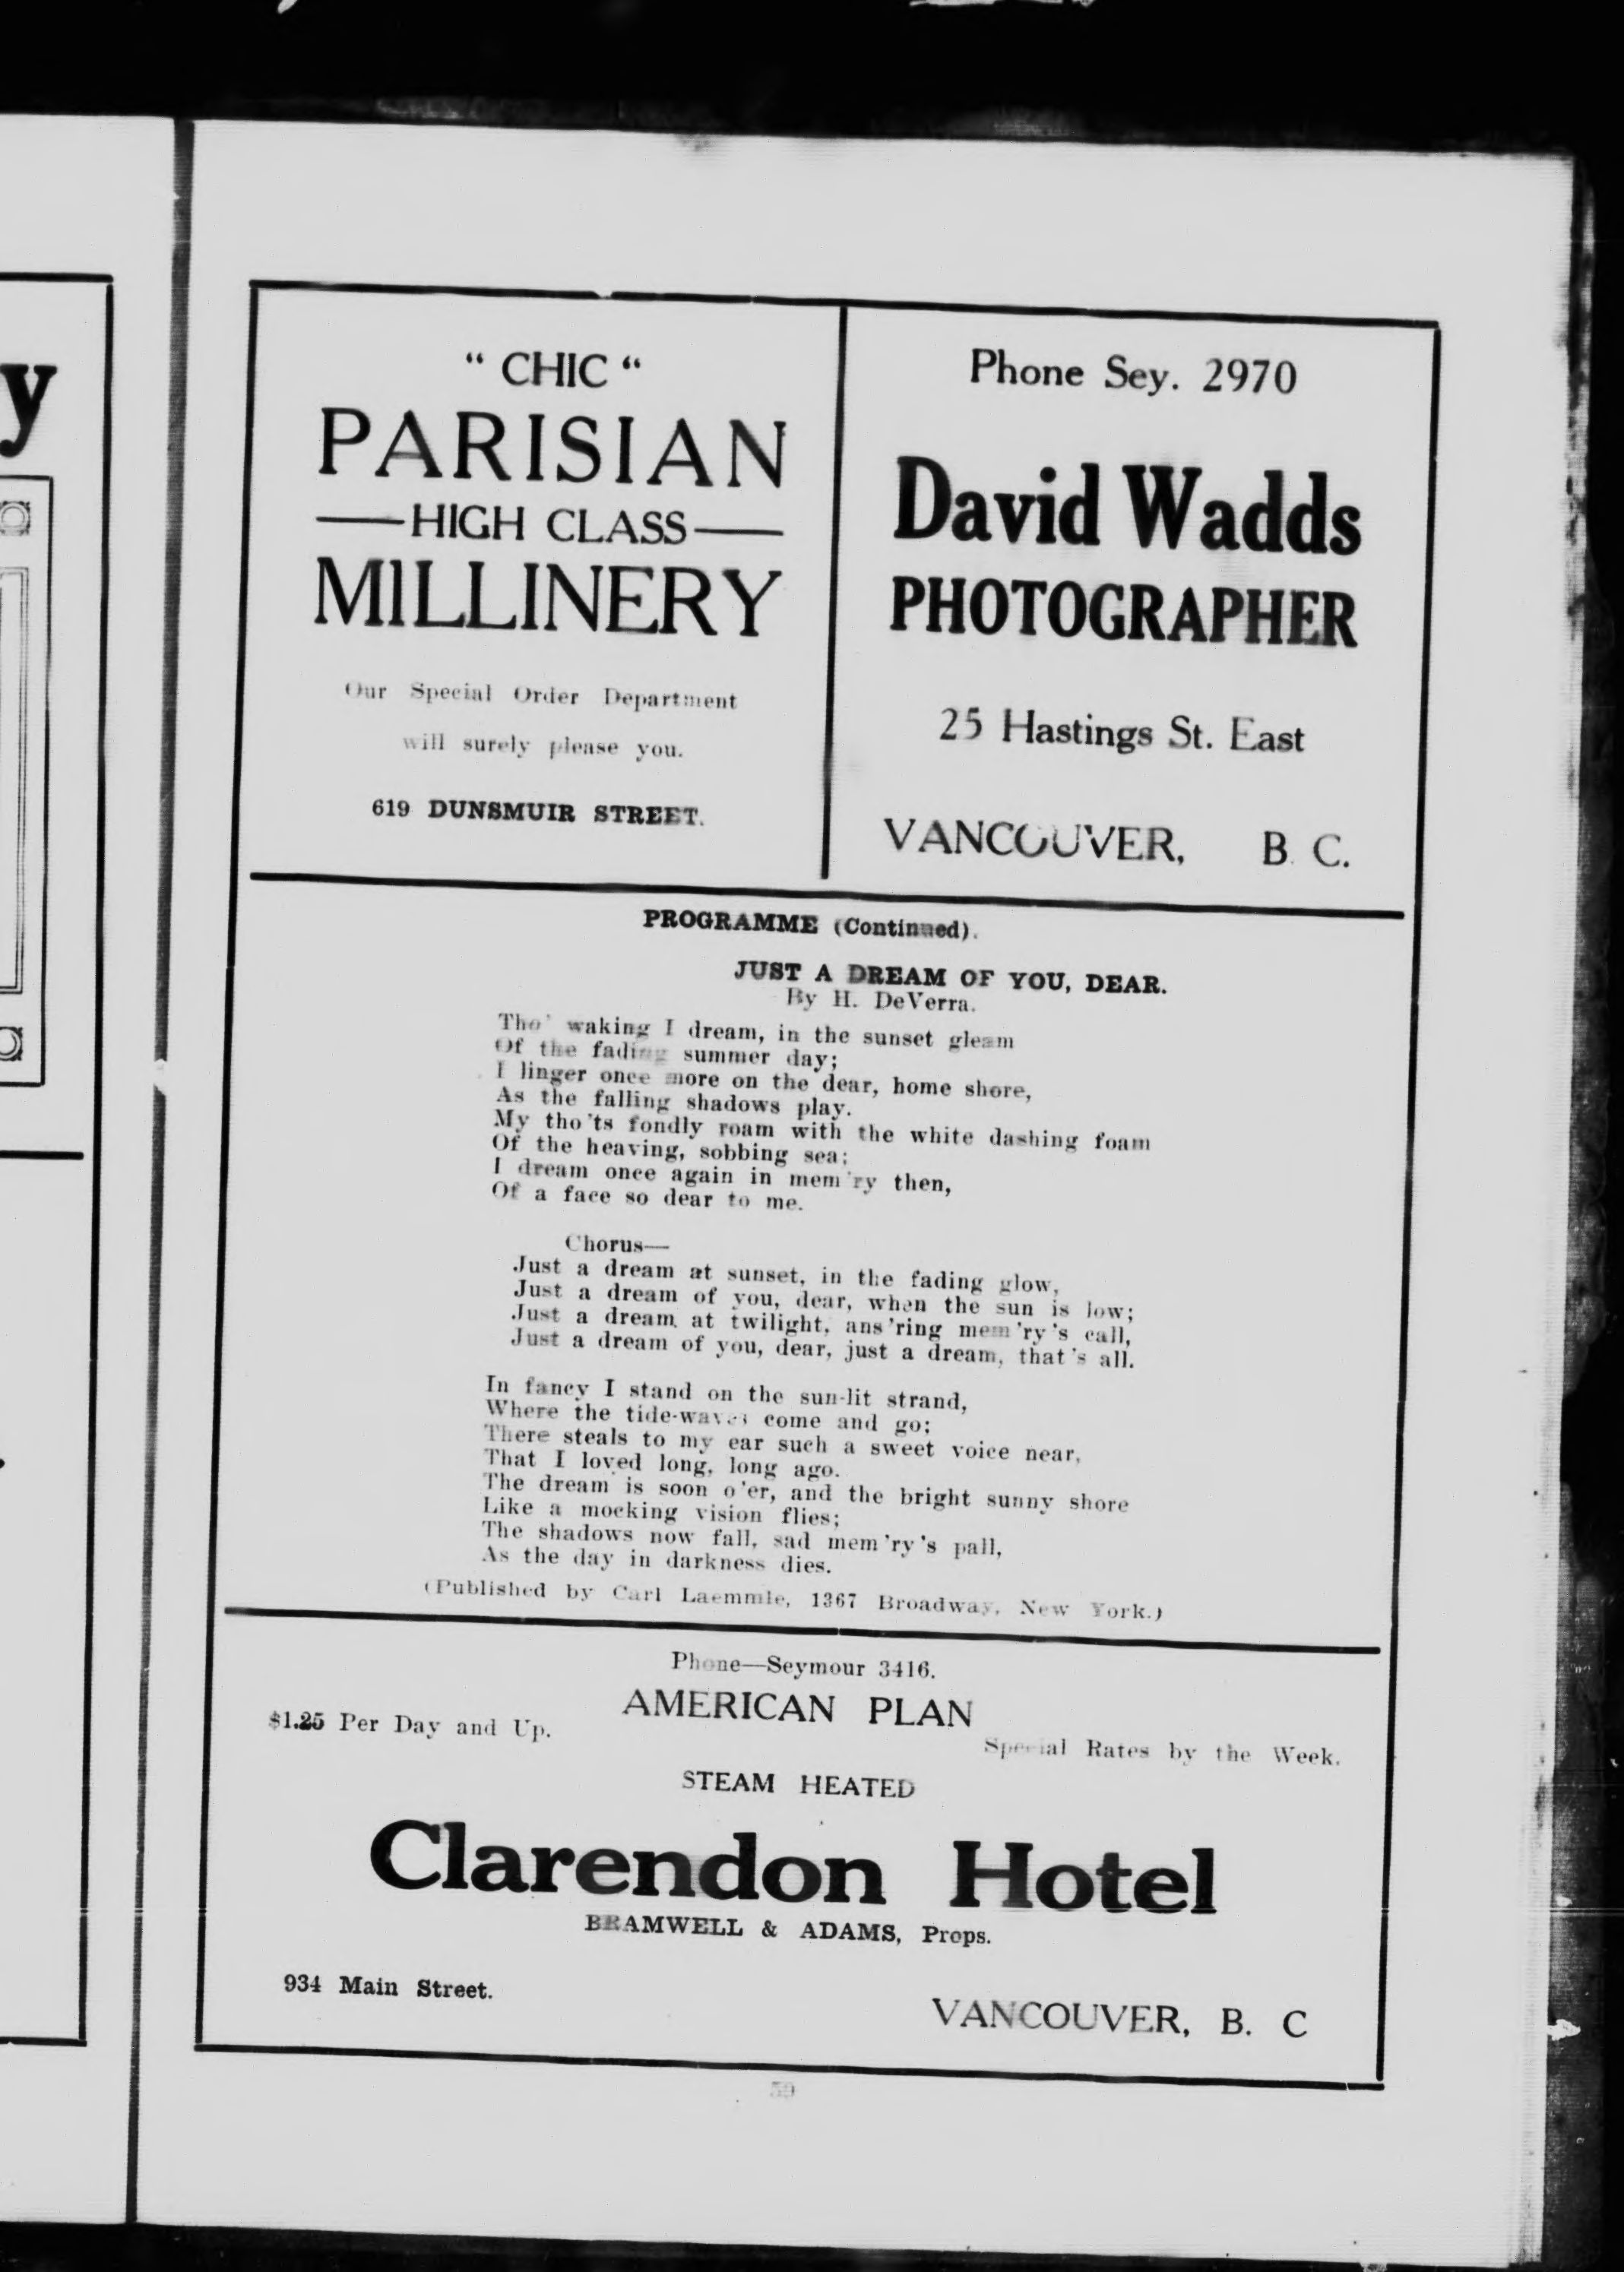 y
" CHIC "
PARISIAN
—HIGH CLASS—
MILLINERY
Our Special Order Department
will surely please you.
619 DUNSMUIR STREET.
Phone Sey. 2970
David Wadds
PHOTOGRAPHER
25 Hastings St. East
VANCOUVER, B. C.
PROGRAMME (Continued).
JUST A DREAM OF YOU, DEAR.
By H. DeVerra.
Tho' waking I dream, in the sunset gleam
Of the fading summer day;
I linger once more on the dear, home shore,
As the falling shadows play.
My tho'ts fondly roam with the white dashing foam
Of the heaving, sobbing sea;
I dream once again in mem'ry then,
Of a face so dear to me.
Chorus—
Just a dream at sunset, in the fading glow,
Just a dream of you, dear, when the sun is low;
Just a dream at twilight, ans'ring mem'ry's call,
Just a dream of you, dear, just a dream, that's all.
In fancy I stand on the sun-lit strand,
Where the tide-waves come and go;
There steals to my ear such a sweet voice near,
That I loved long, long ago.
The dream is soon o'er, and the bright sunny shore
Like a mocking vision flies;
The shadows now fall, sad mem'ry's pall,
As the day in darkness dies.
(Published by Carl Laemmle, 1367 Broadway, New York.)
Phone—Seymour 3416.
AMERICAN PLAN
$1.25 Per Day and Up.
Special Rates by the Week.
STEAM HEATED
Clarendon Hotel
BRAMWELL & ADAMS, Props.
934 Main Street.
VANCOUVER, B. C
59